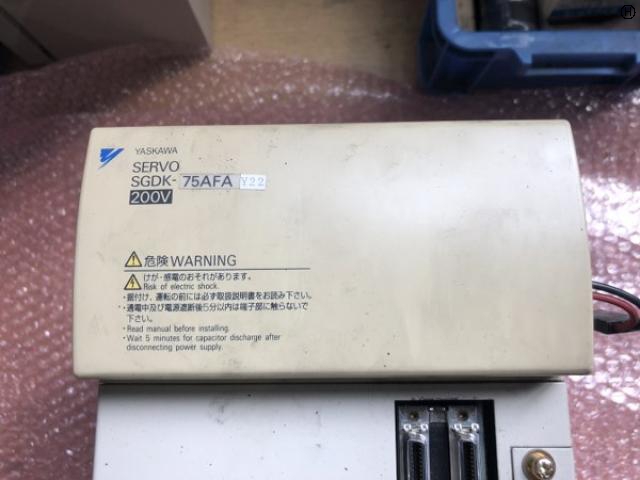 YASKAWA
SERVO
SGDK-75AFA Y22
200V
危険 WARNING
けが・感電のおそれがあります。
Risk of electric shock.
・据付け、運転の前には必ず取扱説明書をお読み下さい。
・通電中及び電源遮断後5分以内は端子部に触らないで
下さい。
・Read manual before installing.
・Wait 5 minutes for capacitor discharge after
disconnecting power supply.